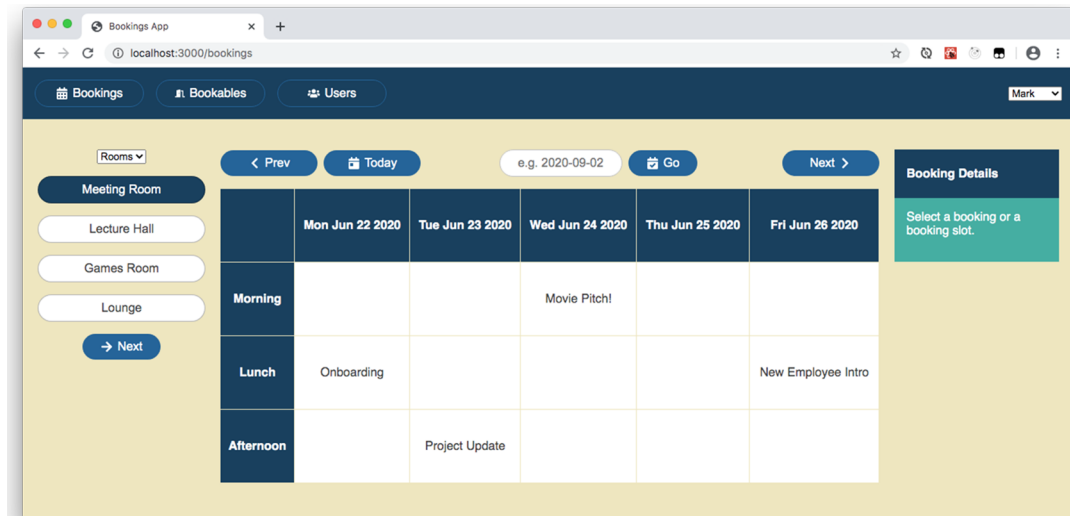 Bookings App
localhost:3000/bookings
Bookings
Bookables
Users
Mark
Rooms
Meeting Room
Lecture Hall
Games Room
Lounge
Next
Prev
Today
e.g. 2020-09-02
Go
Next
Mon Jun 22 2020 Tue Jun 23 2020 Wed Jun 24 2020 Thu Jun 25 2020 Fri Jun 26 2020
Morning Movie Pitch!
Lunch Onboarding New Employee Intro
Afternoon Project Update
Booking Details
Select a booking or a
booking slot.